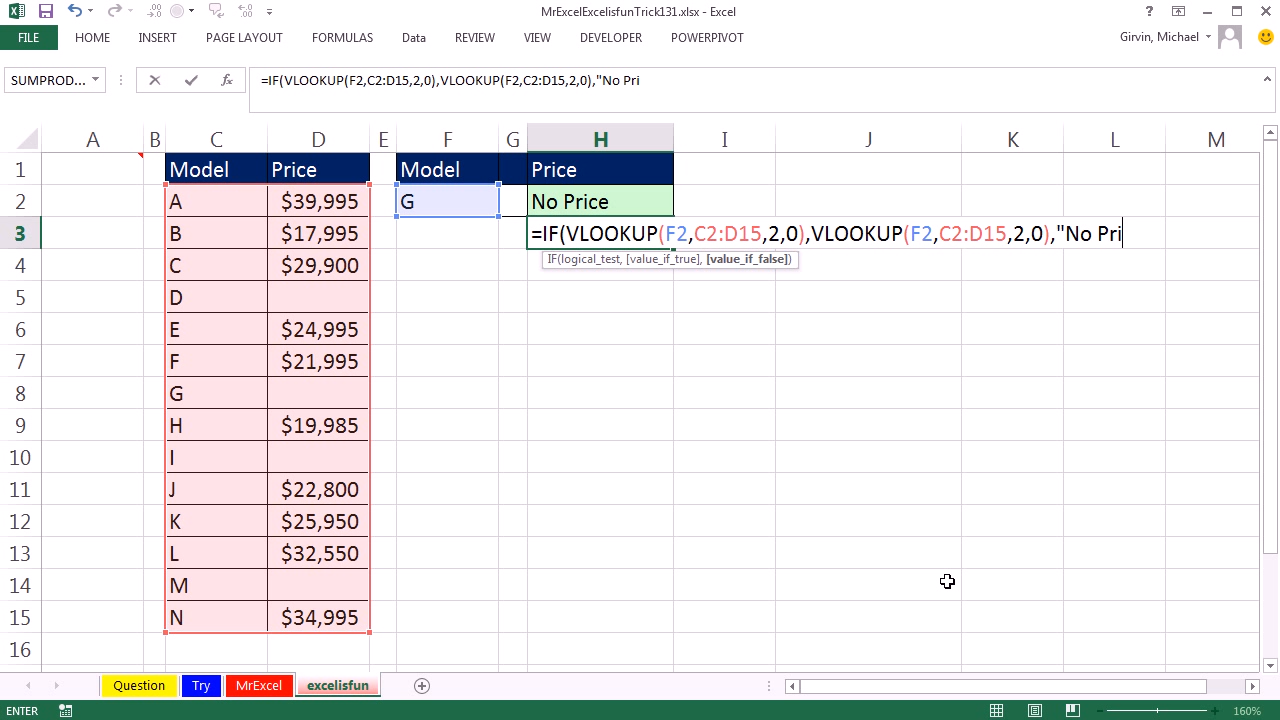 MrExcelExcelisfunTrick131.xlsx - Excel
FILE HOME INSERT PAGE LAYOUT FORMULAS Data REVIEW VIEW DEVELOPER POWERPIVOT Girvin, Michael
SUMPROD... fx =IF(VLOOKUP(F2,C2:D15,2,0),VLOOKUP(F2,C2:D15,2,0),"No Pri
A B C D E F G H I J K L M
1 Model Price Model Price
2 A $39,995 G No Price
3 B $17,995 =IF(VLOOKUP(F2,C2:D15,2,0),VLOOKUP(F2,C2:D15,2,0),"No Pri
IF(logical_test, [value_if_true], [value_if_false])
4 C $29,900
5 D
6 E $24,995
7 F $21,995
8 G
9 H $19,985
10 I
11 J $22,800
12 K $25,950
13 L $32,550
14 M
15 N $34,995
16
Question Try MrExcel excelisfun
ENTER 160%